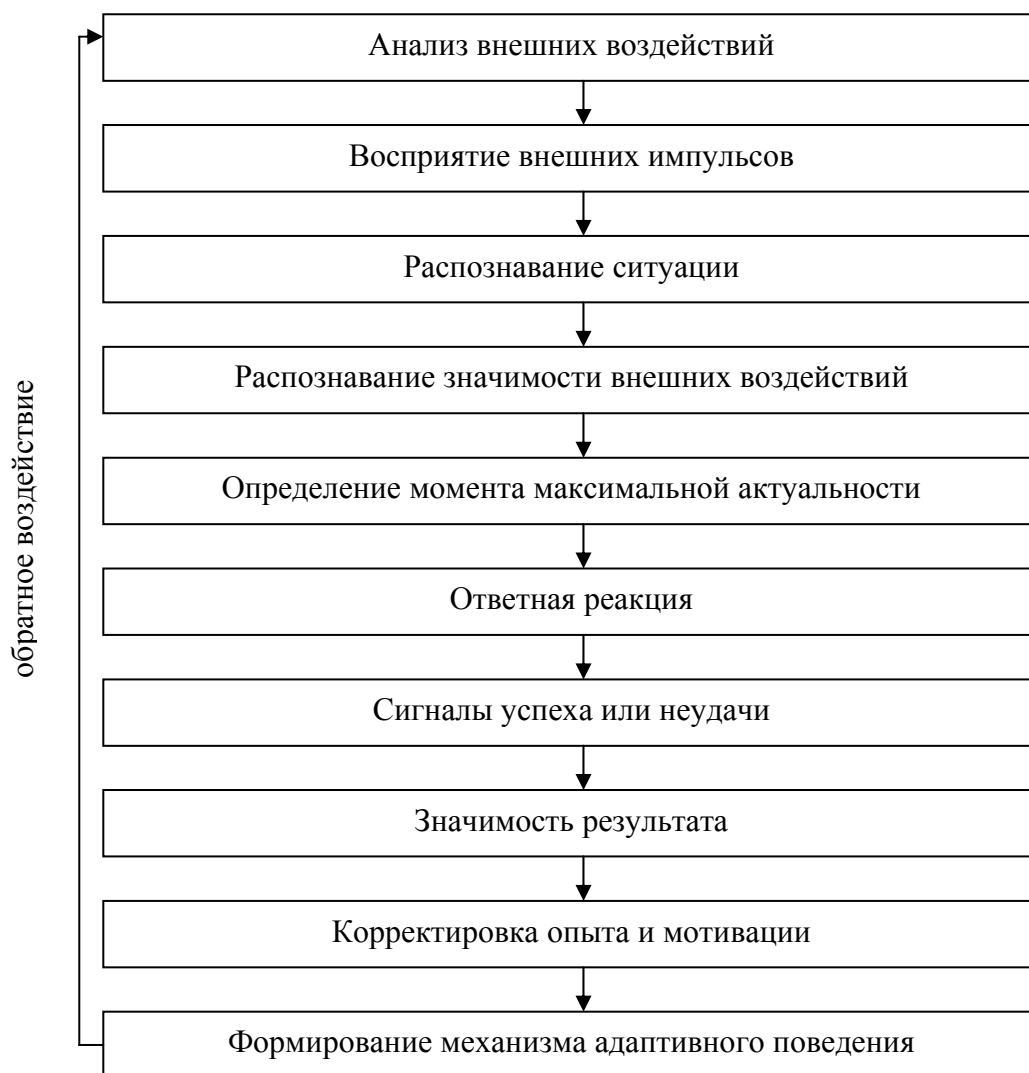 Анализ внешних воздействий
Восприятие внешних импульсов
Распознавание ситуации
Распознавание значимости внешних воздействий
Определение момента максимальной актуальности
Ответная реакция
Сигналы успеха или неудачи
Значимость результата
Корректировка опыта и мотивации
Формирование механизма адаптивного поведения
обратное воздействие